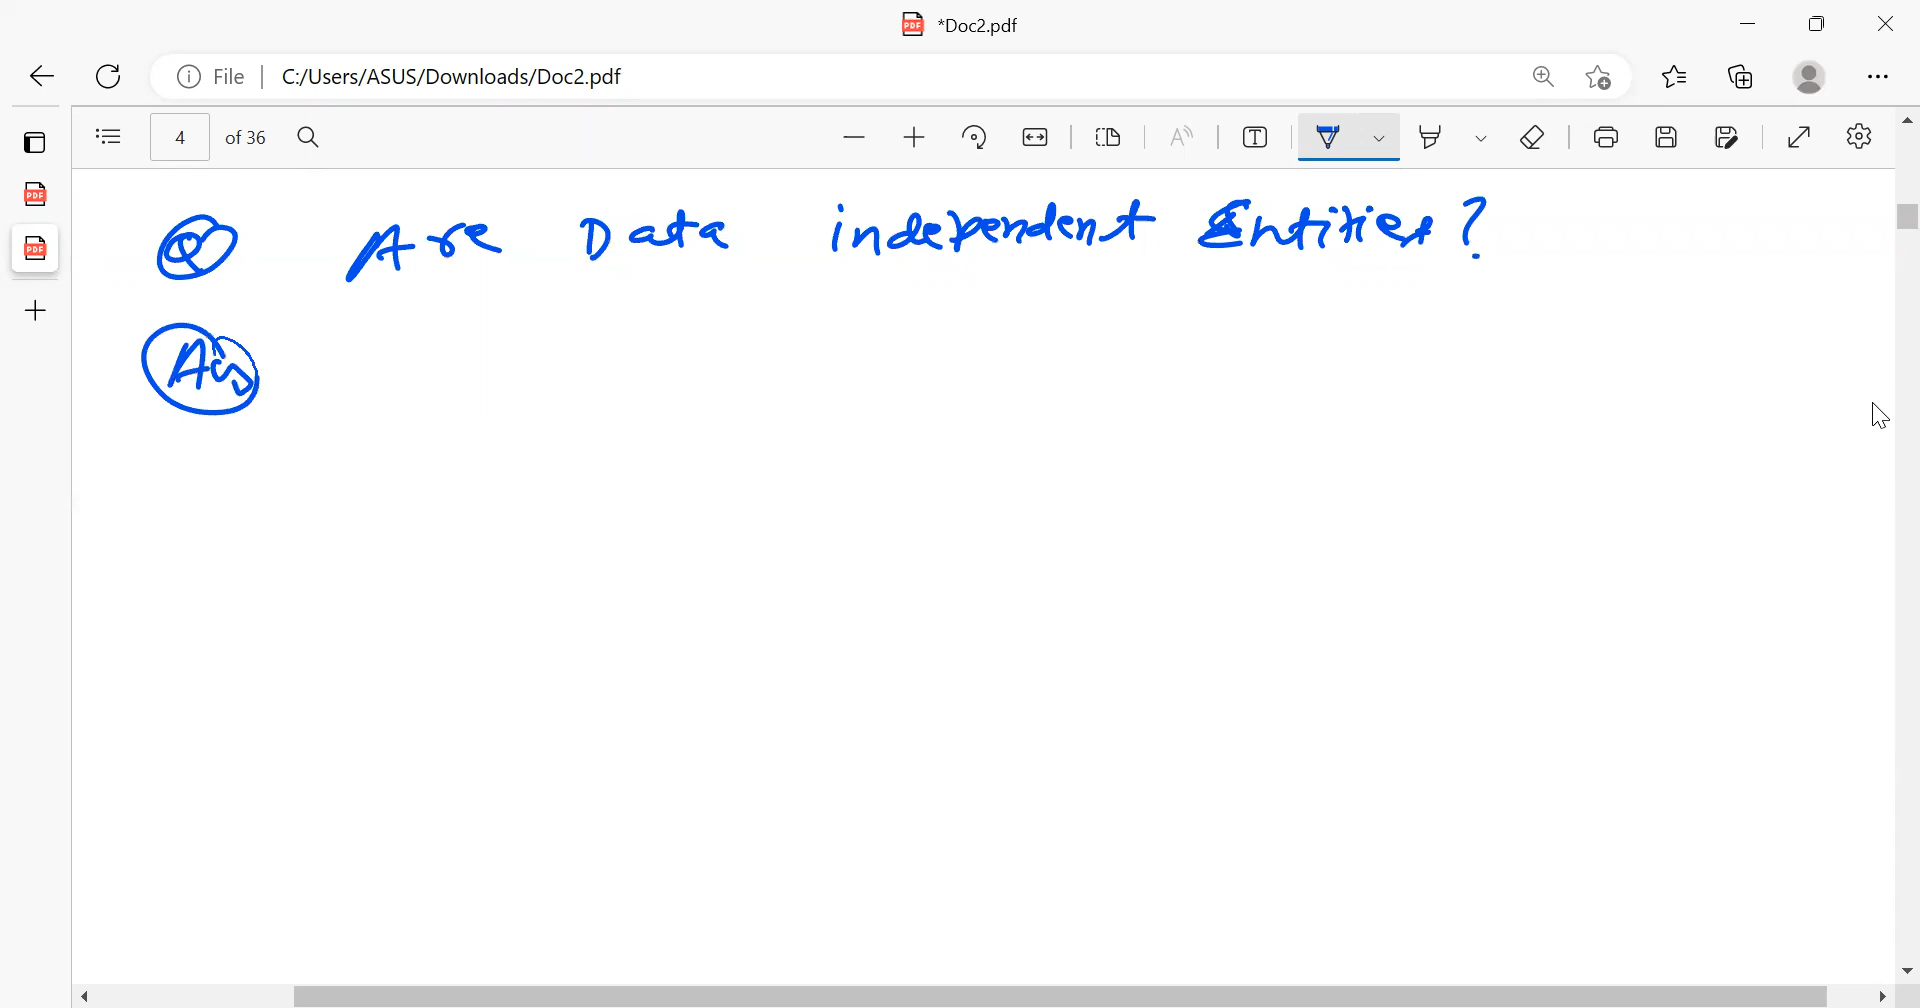 *Doc2.pdf
File C:/Users/ASUS/Downloads/Doc2.pdf
4 of 36
Q Are Data independent Entities?
Ans